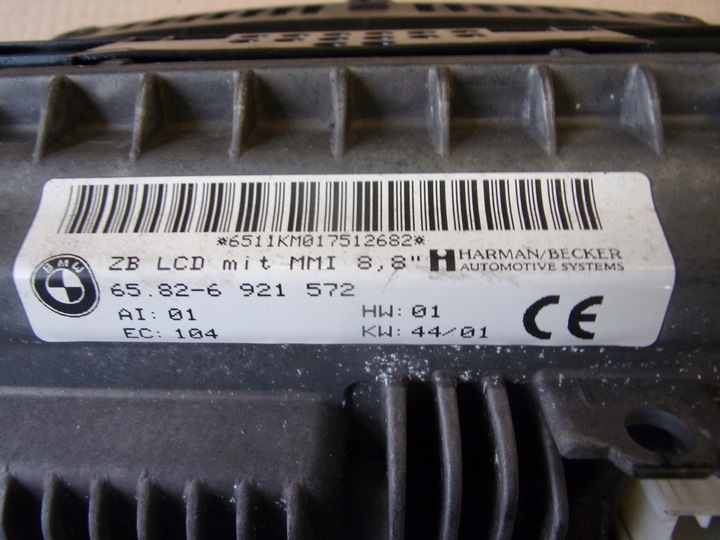 *6511KM017512682*
BMW
ZB LCD mit MMI 8,8"
HARMAN/BECKER
AUTOMOTIVE SYSTEMS
65.82-6 921 572
AI: 01
HW: 01
EC: 104
KW: 44/01
CE